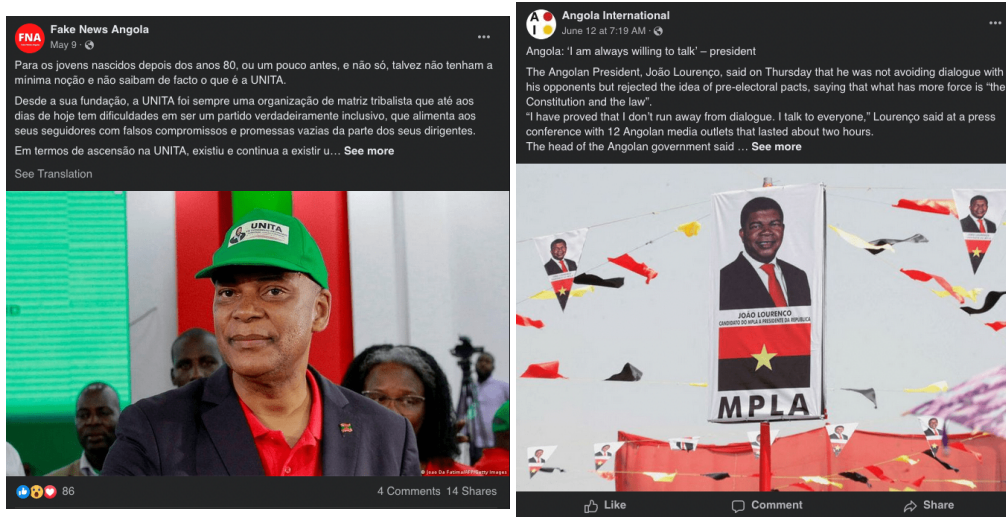 FNA
Fake News Angola
May 9
Para os jovens nascidos depois dos anos 80, ou um pouco antes, e não só, talvez não tenham a
mínima noção e não saibam de facto o que é a UNITA.
Desde a sua fundação, a UNITA foi sempre uma organização de matriz tribalista que até aos
dias de hoje tem dificuldades em ser um partido verdadeiramente inclusivo, que alimenta aos
seus seguidores com falsos compromissos e promessas vazias da parte dos seus dirigentes.
Em termos de ascensão na UNITA, existiu e continua a existir u… See more
See Translation
UNITA
86
4 Comments 14 Shares
A
I
Angola International
June 12 at 7:19 AM
Angola: ‘I am always willing to talk’ – president
The Angolan President, João Lourenço, said on Thursday that he was not avoiding dialogue with
his opponents but rejected the idea of pre-electoral pacts, saying that what has more force is “the
Constitution and the law”.
“I have proved that I don’t run away from dialogue. I talk to everyone,” Lourenço said at a press
conference with 12 Angolan media outlets that lasted about two hours.
The head of the Angolan government said … See more
JOÃO LOURENÇO
CANDIDATO DO MPLA A PRESIDENTE DA REPÚBLICA
MPLA
Like
Comment
Share